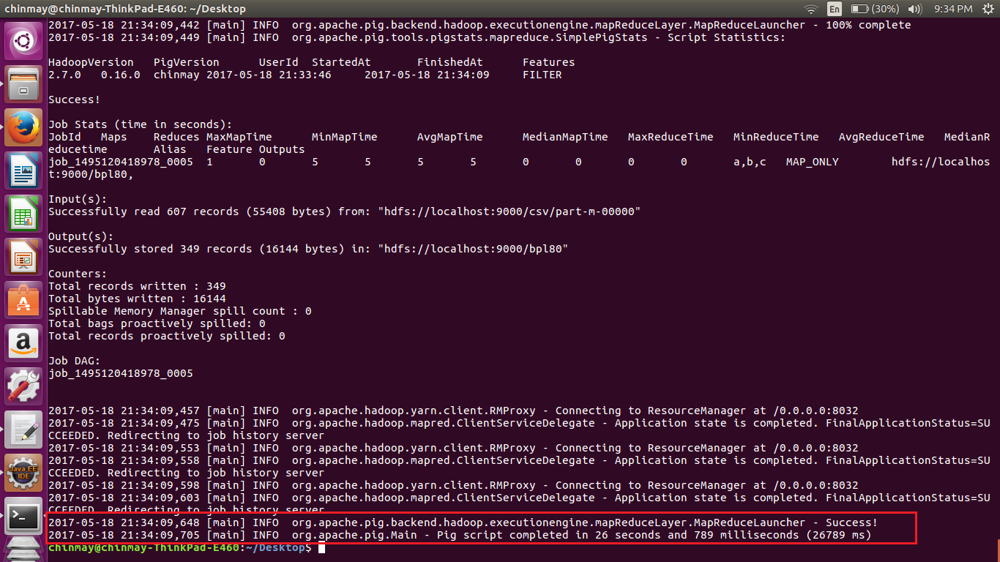 chinmay@chinmay-ThinkPad-E460: ~/Desktop
En
(30%)
9:34 PM
2017-05-18 21:34:09,442 [main] INFO  org.apache.pig.backend.hadoop.executionengine.mapReduceLayer.MapReduceLauncher - 100% complete
2017-05-18 21:34:09,449 [main] INFO  org.apache.pig.tools.pigstats.mapreduce.SimplePigStats - Script Statistics:
HadoopVersion   PigVersion      UserId  StartedAt       FinishedAt      Features
2.7.0   0.16.0  chinmay 2017-05-18 21:33:46     2017-05-18 21:34:09     FILTER
Success!
Job Stats (time in seconds):
JobId   Maps    Reduces MaxMapTime      MinMapTime      AvgMapTime      MedianMapTime   MaxReduceTime   MinReduceTime   AvgReduceTime   MedianR
educetime       Alias   Feature Outputs
job_1495120418978_0005  1       0       5       5       5       5       0       0       0       0       a,b,c   MAP_ONLY        hdfs://localhos
t:9000/bpl80,
Input(s):
Successfully read 607 records (55408 bytes) from: "hdfs://localhost:9000/csv/part-m-00000"
Output(s):
Successfully stored 349 records (16144 bytes) in: "hdfs://localhost:9000/bpl80"
Counters:
Total records written : 349
Total bytes written : 16144
Spillable Memory Manager spill count : 0
Total bags proactively spilled: 0
Total records proactively spilled: 0
Job DAG:
job_1495120418978_0005
2017-05-18 21:34:09,457 [main] INFO  org.apache.hadoop.yarn.client.RMProxy - Connecting to ResourceManager at /0.0.0.0:8032
2017-05-18 21:34:09,475 [main] INFO  org.apache.hadoop.mapred.ClientServiceDelegate - Application state is completed. FinalApplicationStatus=SU
CCEEDED. Redirecting to job history server
2017-05-18 21:34:09,553 [main] INFO  org.apache.hadoop.yarn.client.RMProxy - Connecting to ResourceManager at /0.0.0.0:8032
2017-05-18 21:34:09,558 [main] INFO  org.apache.hadoop.mapred.ClientServiceDelegate - Application state is completed. FinalApplicationStatus=SU
CCEEDED. Redirecting to job history server
2017-05-18 21:34:09,598 [main] INFO  org.apache.hadoop.yarn.client.RMProxy - Connecting to ResourceManager at /0.0.0.0:8032
2017-05-18 21:34:09,603 [main] INFO  org.apache.hadoop.mapred.ClientServiceDelegate - Application state is completed. FinalApplicationStatus=SU
CCEEDED. Redirecting to job history server
2017-05-18 21:34:09,648 [main] INFO  org.apache.pig.backend.hadoop.executionengine.mapReduceLayer.MapReduceLauncher - Success!
2017-05-18 21:34:09,705 [main] INFO  org.apache.pig.Main - Pig script completed in 26 seconds and 789 milliseconds (26789 ms)
chinmay@chinmay-ThinkPad-E460:~/Desktop$
A
a
Java EE
IDE
>_